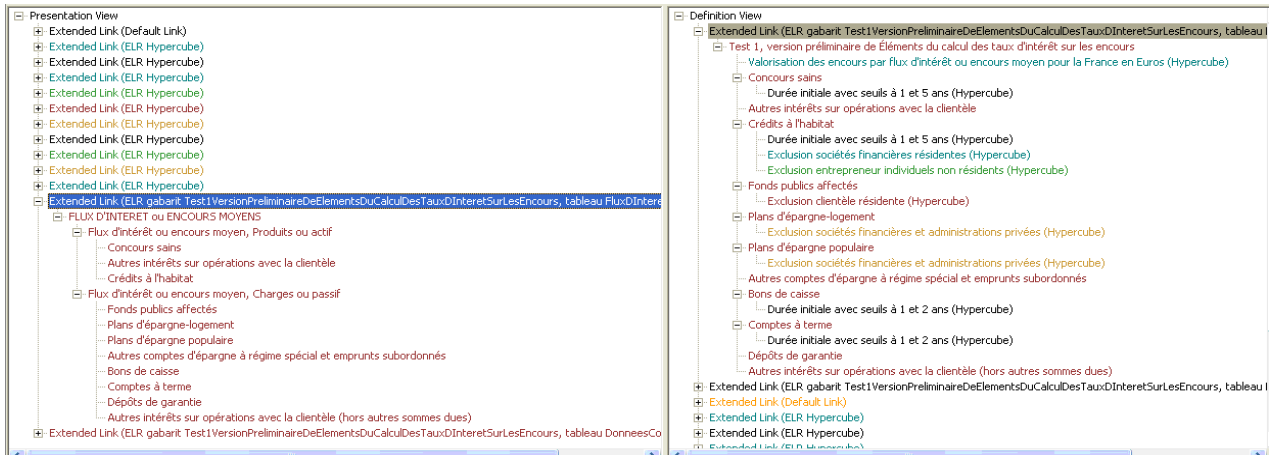 Presentation View
Extended Link (Default Link)
Extended Link (ELR Hypercube)
Extended Link (ELR Hypercube)
Extended Link (ELR Hypercube)
Extended Link (ELR Hypercube)
Extended Link (ELR Hypercube)
Extended Link (ELR Hypercube)
Extended Link (ELR Hypercube)
Extended Link (ELR Hypercube)
Extended Link (ELR Hypercube)
Extended Link (ELR Hypercube)
Extended Link (ELR gabarit Test1VersionPreliminaireDeElementsDuCalculDesTauxDInteretSurLesEncours, tableau FluxDIntere
FLUX D'INTERET ou ENCOURS MOYENS
Flux d'intérêt ou encours moyen, Produits ou actif
Concours sains
Autres intérêts sur opérations avec la clientèle
Crédits à l'habitat
Flux d'intérêt ou encours moyen, Charges ou passif
Fonds publics affectés
Plans d'épargne-logement
Plans d'épargne populaire
Autres comptes d'épargne à régime spécial et emprunts subordonnés
Bons de caisse
Comptes à terme
Dépôts de garantie
Autres intérêts sur opérations avec la clientèle (hors autres sommes dues)
Extended Link (ELR gabarit Test1VersionPreliminaireDeElementsDuCalculDesTauxDInteretSurLesEncours, tableau DonneesCo
Definition View
Extended Link (ELR gabarit Test1VersionPreliminaireDeElementsDuCalculDesTauxDInteretSurLesEncours, tableau
Test 1, version préliminaire de Éléments du calcul des taux d'intérêt sur les encours
Valorisation des encours par flux d'intérêt ou encours moyen pour la France en Euros (Hypercube)
Concours sains
Durée initiale avec seuils à 1 et 5 ans (Hypercube)
Autres intérêts sur opérations avec la clientèle
Crédits à l'habitat
Durée initiale avec seuils à 1 et 5 ans (Hypercube)
Exclusion sociétés financières résidentes (Hypercube)
Exclusion entrepreneur individuels non résidents (Hypercube)
Fonds publics affectés
Exclusion clientèle résidente (Hypercube)
Plans d'épargne-logement
Exclusion sociétés financières et administrations privées (Hypercube)
Plans d'épargne populaire
Exclusion sociétés financières et administrations privées (Hypercube)
Autres comptes d'épargne à régime spécial et emprunts subordonnés
Bons de caisse
Durée initiale avec seuils à 1 et 2 ans (Hypercube)
Comptes à terme
Durée initiale avec seuils à 1 et 2 ans (Hypercube)
Dépôts de garantie
Autres intérêts sur opérations avec la clientèle (hors autres sommes dues)
Extended Link (ELR gabarit Test1VersionPreliminaireDeElementsDuCalculDesTauxDInteretSurLesEncours, tableau
Extended Link (Default Link)
Extended Link (ELR Hypercube)
Extended Link (ELR Hypercube)
Extended Link (ELR Hypercube)